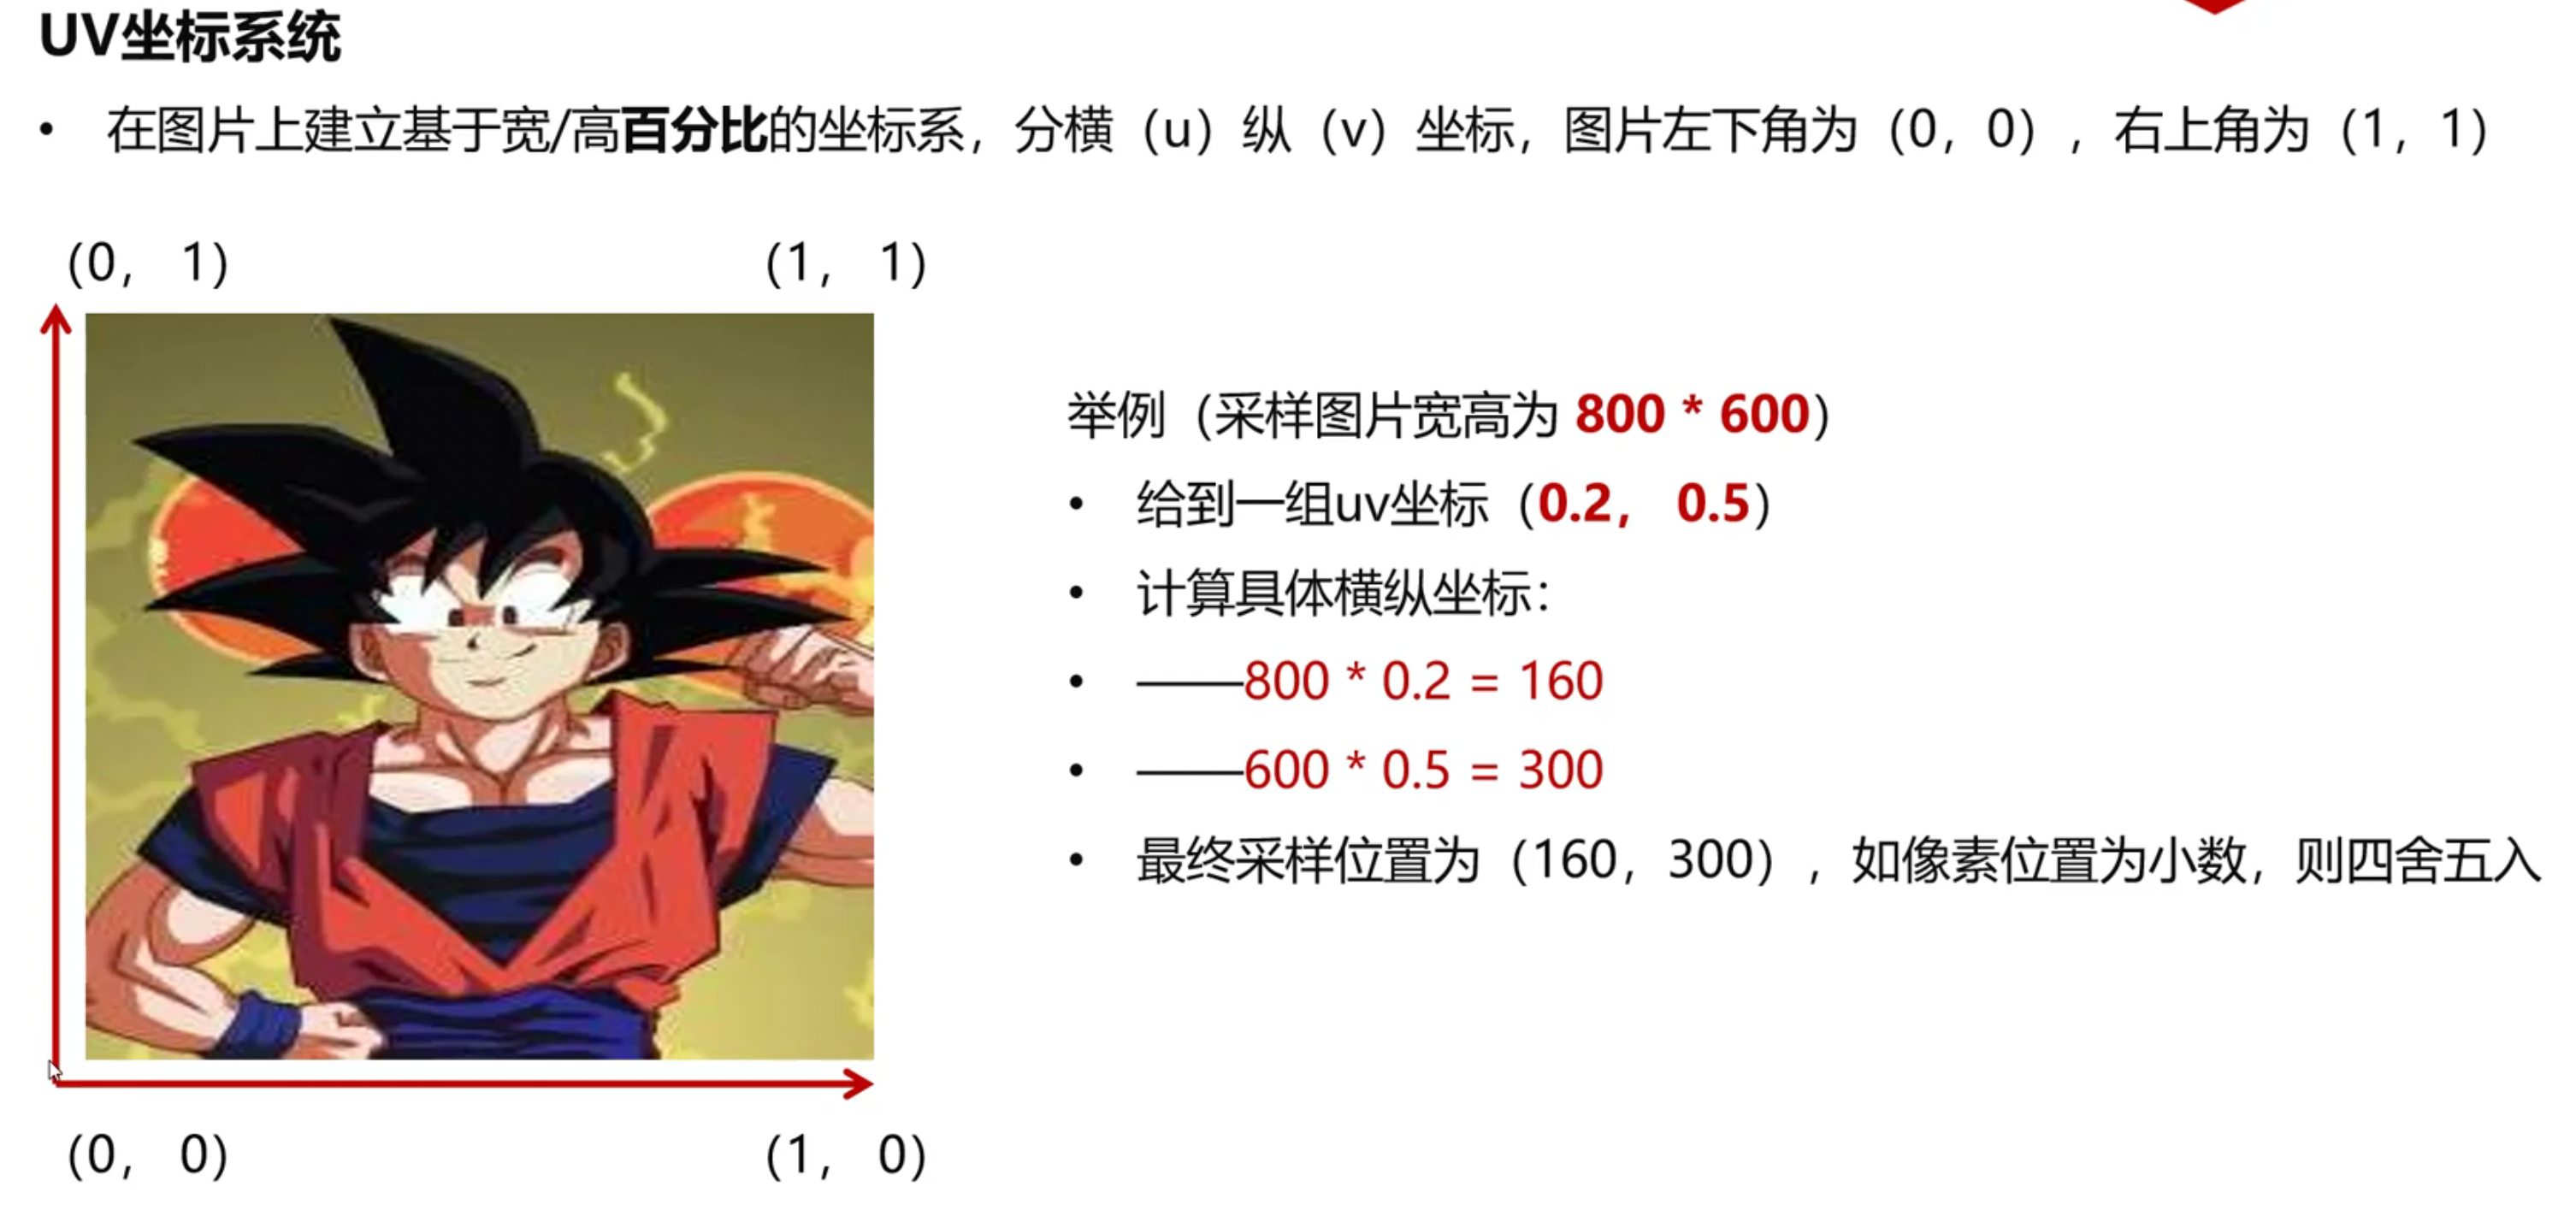 UV坐标系统
• 在图片上建立基于宽/高百分比的坐标系，分横（u）纵（v）坐标，图片左下角为（0，0），右上角为（1，1）
(0， 1)
(1， 1)
举例（采样图片宽高为 800 * 600）
• 给到一组uv坐标（0.2， 0.5）
• 计算具体横纵坐标：
• ——800 * 0.2 = 160
• ——600 * 0.5 = 300
• 最终采样位置为（160，300），如像素位置为小数，则四舍五入
(0， 0)
(1， 0)